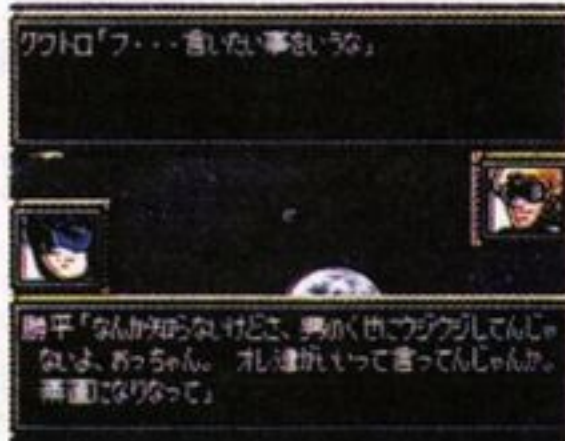 クワトロ「フ・・・言いたい事をいうな」
勝平「なんか知らないけどさ、男のくせにウジウジしてんじゃ
ないよ、おっちゃん。 オレ達がいいって言ってんじゃんか。
素直になりなって」